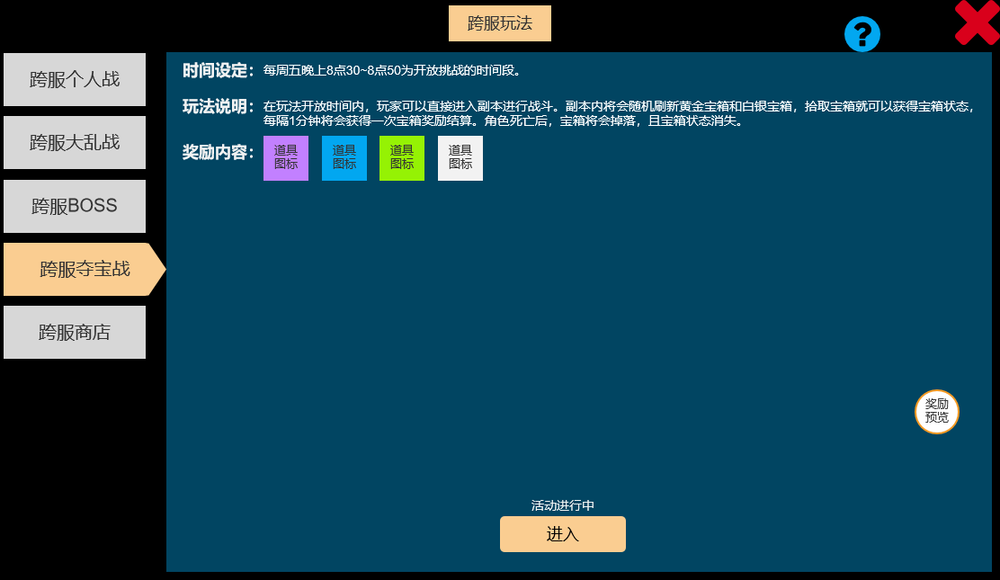 跨服玩法
?
跨服个人战
跨服大乱战
跨服BOSS
跨服夺宝战
跨服商店
时间设定：每周五晚上8点30~8点50为开放挑战的时间段。
玩法说明：在玩法开放时间内，玩家可以直接进入副本进行战斗。副本内将会随机刷新黄金宝箱和白银宝箱，拾取宝箱就可以获得宝箱状态，
每隔1分钟将会获得一次宝箱奖励结算。角色死亡后，宝箱将会掉落，且宝箱状态消失。
奖励内容：
道具
图标
道具
图标
道具
图标
道具
图标
奖励
预览
活动进行中
进入